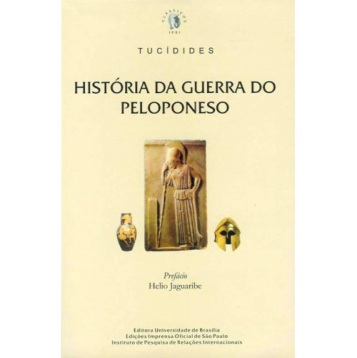 TUCÍDIDES
HISTÓRIA DA GUERRA DO
PELOPONESO
Prefácio
Helio Jaguaribe
Editora Universidade de Brasília
Edições Imprensa Oficial de São Paulo
Instituto de Pesquisa de Relações Internacionais